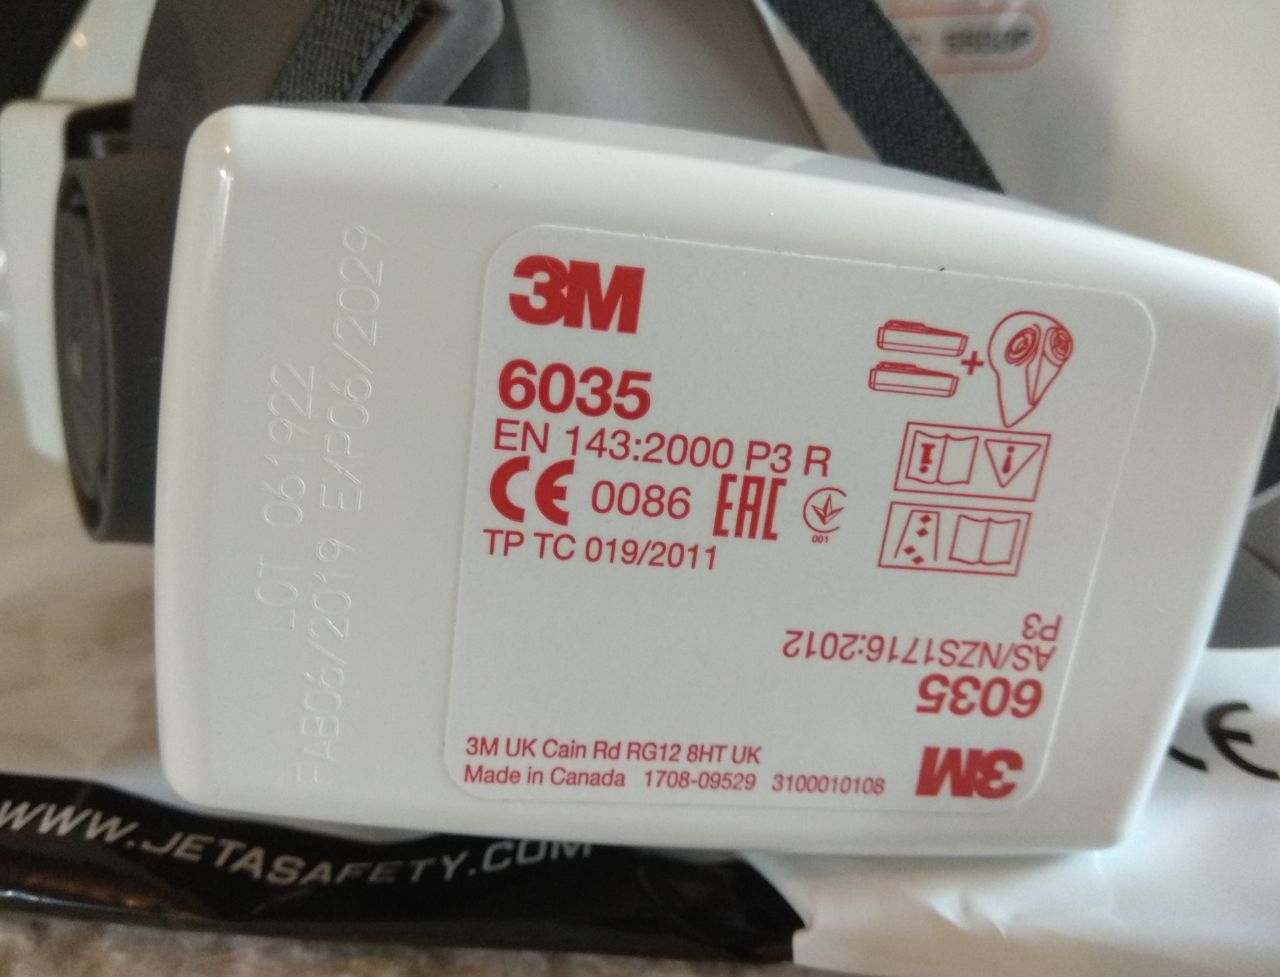 3M
6035
EN 143:2000 P3 R
CE 0086 EAC
001
TP TC 019/2011
P3
AS/NZS1716:2012
6035
3M
3M UK Cain Rd RG12 8HT UK
Made in Canada 1708-09529 3100010108
LOT 061922
FAB06/2019 EXP06/2029
WWW.JETASAFETY.COM
CE